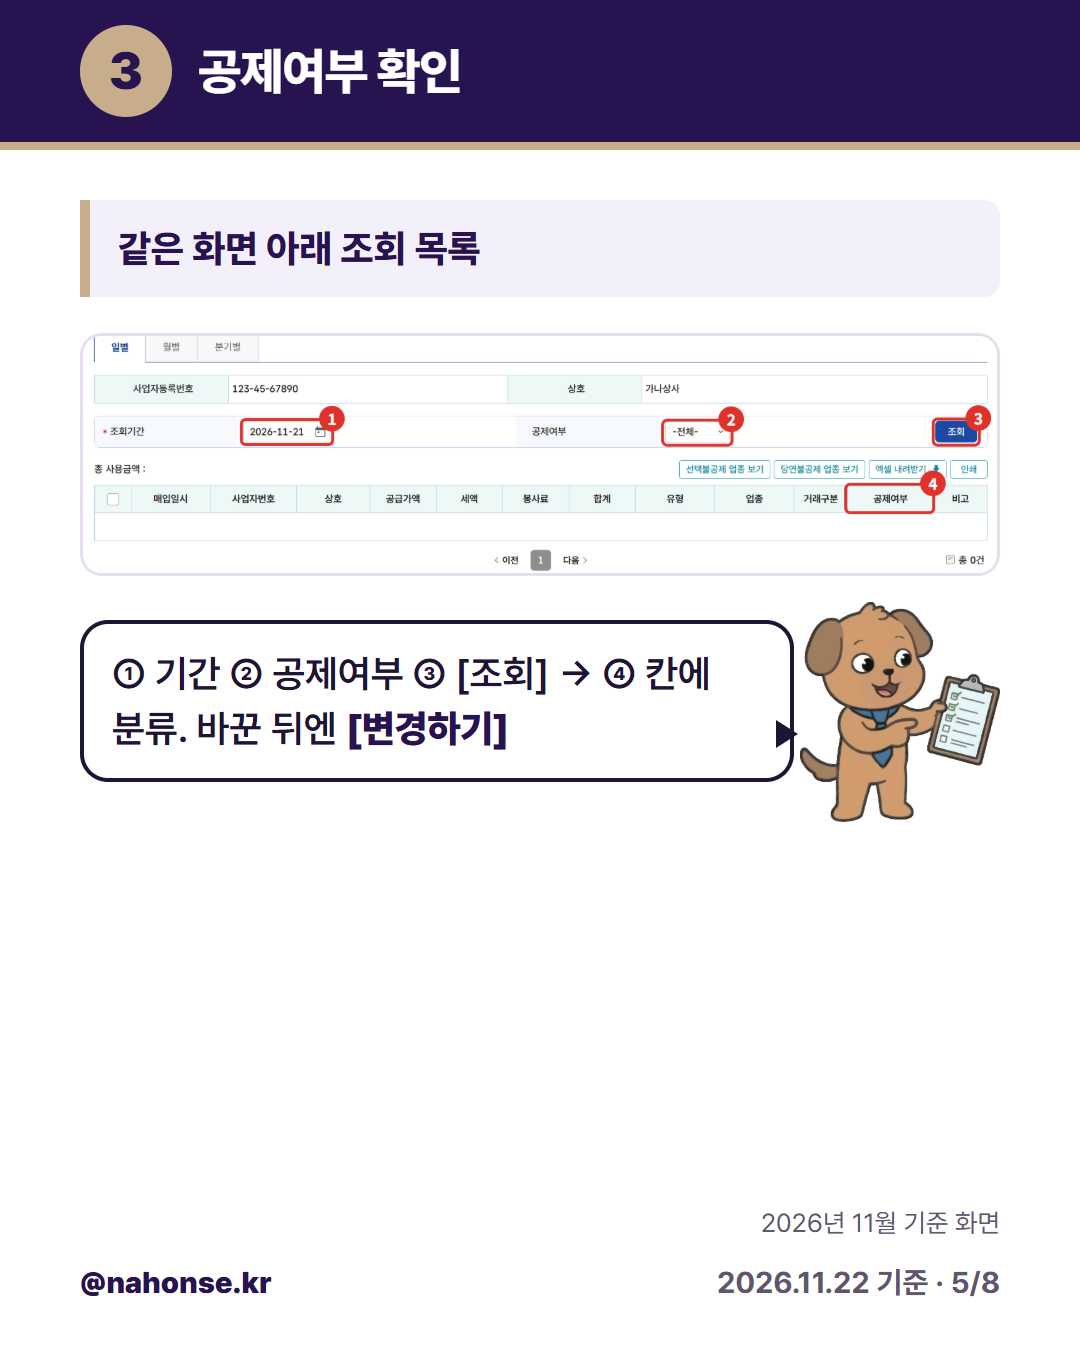 3 공제여부 확인
같은 화면 아래 조회 목록
일별 월별 분기별
사업자등록번호 123-45-67890 상호 가나상사
* 조회기간 2026-11-21 1 공제여부 -전체- 2 조회 3
총 사용금액 : 선택불공제 업종 보기 당연불공제 업종 보기 엑셀 내려받기 인쇄
매입일시 사업자번호 상호 공급가액 세액 봉사료 합계 유형 업종 거래구분 공제여부 4 비고
< 이전 1 다음 > 총 0건
① 기간 ② 공제여부 ③ [조회] → ④ 칸에
분류. 바꾼 뒤엔 [변경하기]
2026년 11월 기준 화면
@nahonse.kr 2026.11.22 기준 · 5/8